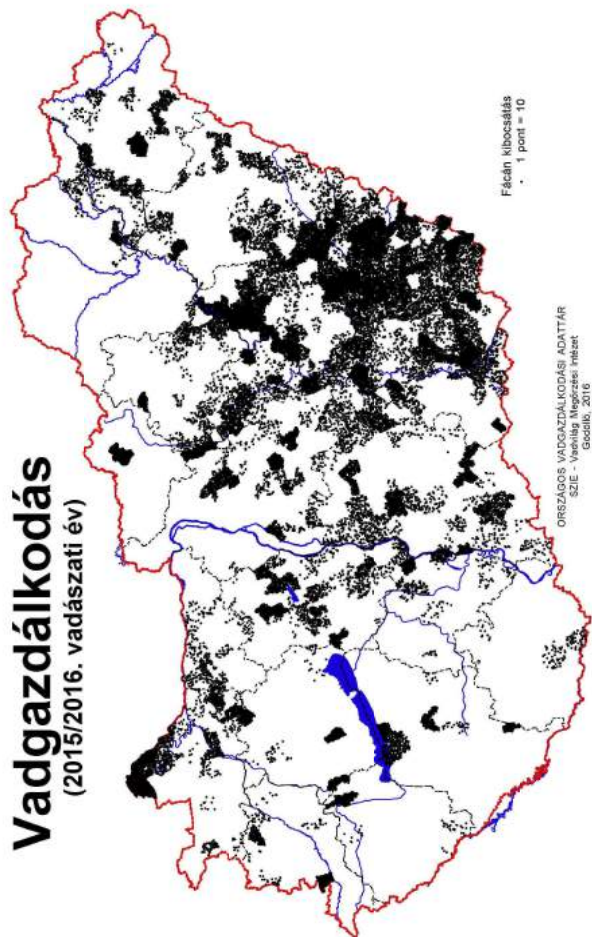 Vadgazdálkodás
(2015/2016. vadászati év)
Fácán kibocsátás
· 1 pont = 10
ORSZÁGOS VADGAZDÁLKODÁSI ADATTÁR
SZIE - Vadvilág Megőrzési Intézet
Gödöllő, 2016